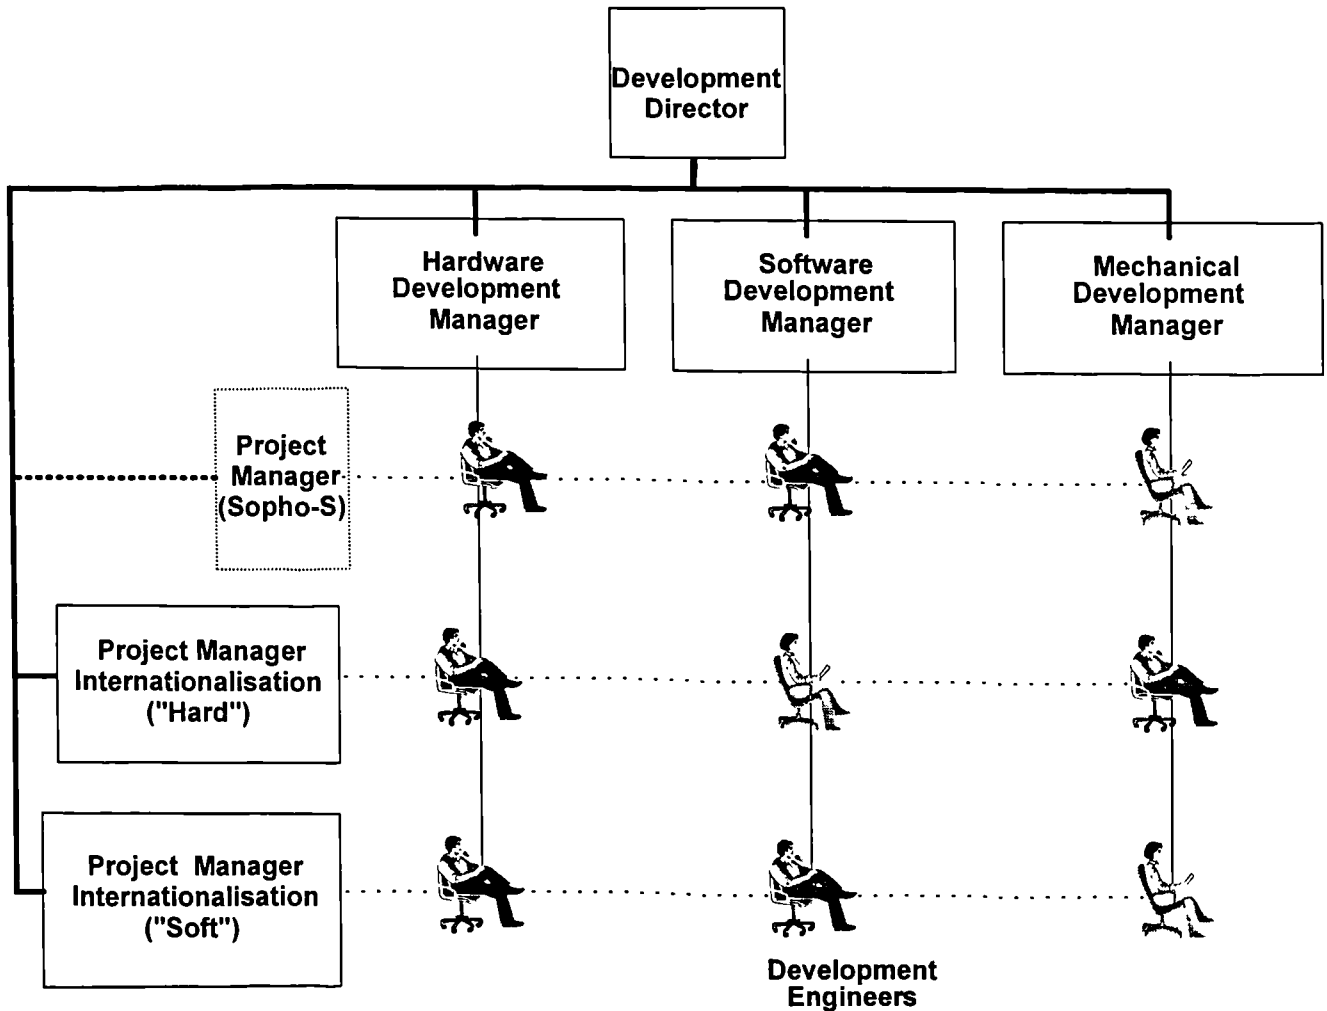 Development
Director
Hardware
Development
Manager
Software
Development
Manager
Mechanical
Development
Manager
Project
Manager
(Sopho-S)
Project Manager
Internationalisation
("Hard")
Project Manager
Internationalisation
("Soft")
Development
Engineers